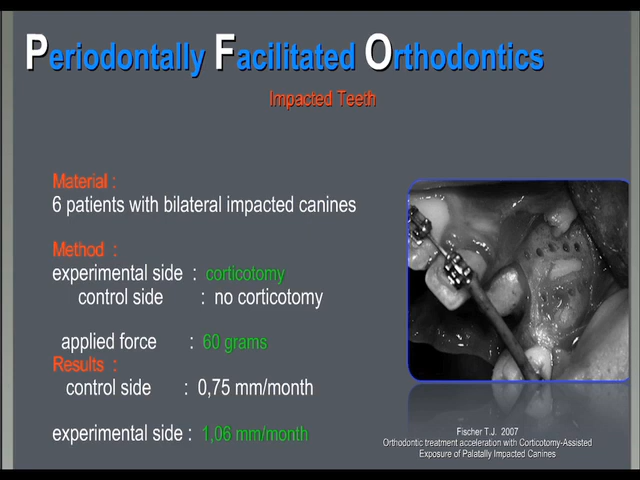 Periodontally Facilitated Orthodontics
Impacted Teeth
Material :
6 patients with bilateral impacted canines
Method :
experimental side : corticotomy
control side : no corticotomy
applied force : 60 grams
Results :
control side : 0,75 mm/month
experimental side : 1,06 mm/month
Fischer T.J. 2007
Orthodontic treatment acceleration with Corticotomy-Assisted
Exposure of Palatally Impacted Canines